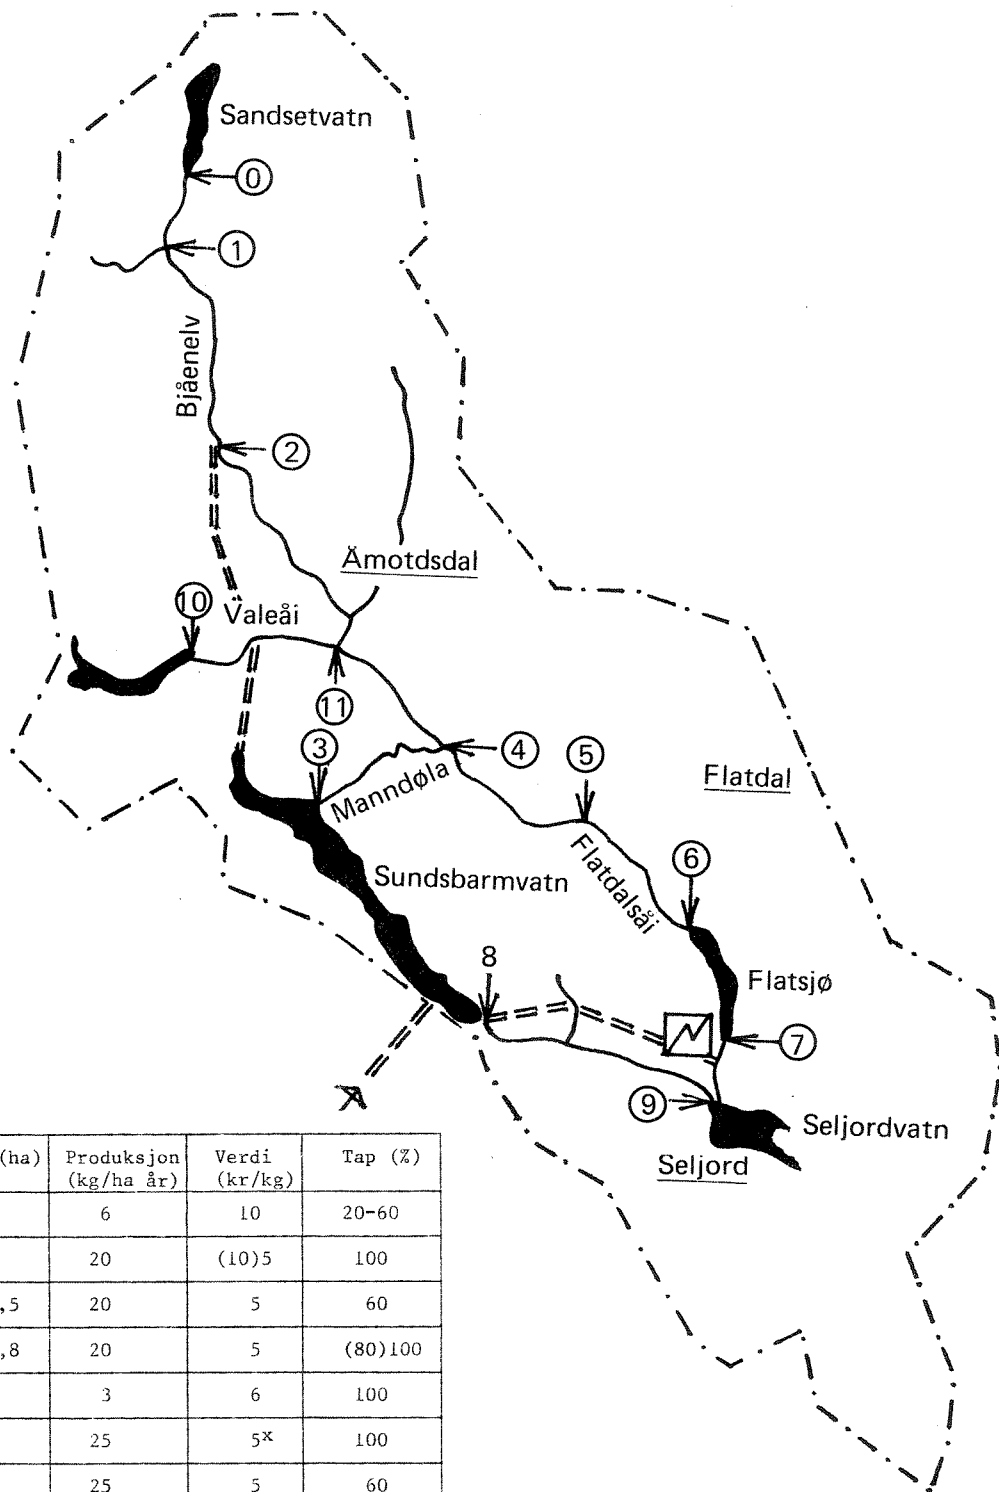 Sandsetvatn
0
1
Bjåenelv
2
Åmotdsdal
10
Valeåi
11
3
4
5
Manndøla
Flatdal
Flatdalsåi
6
Sundsbarmvatn
8
Flatsjø
7
9
Seljordvatn
Seljord
(ha) Produksjon (kg/ha år) Verdi (kr/kg) Tap (%)
6 10 20-60
20 (10)5 100
,5 20 5 60
,8 20 5 (80)100
3 6 100
25 5x 100
25 5 60